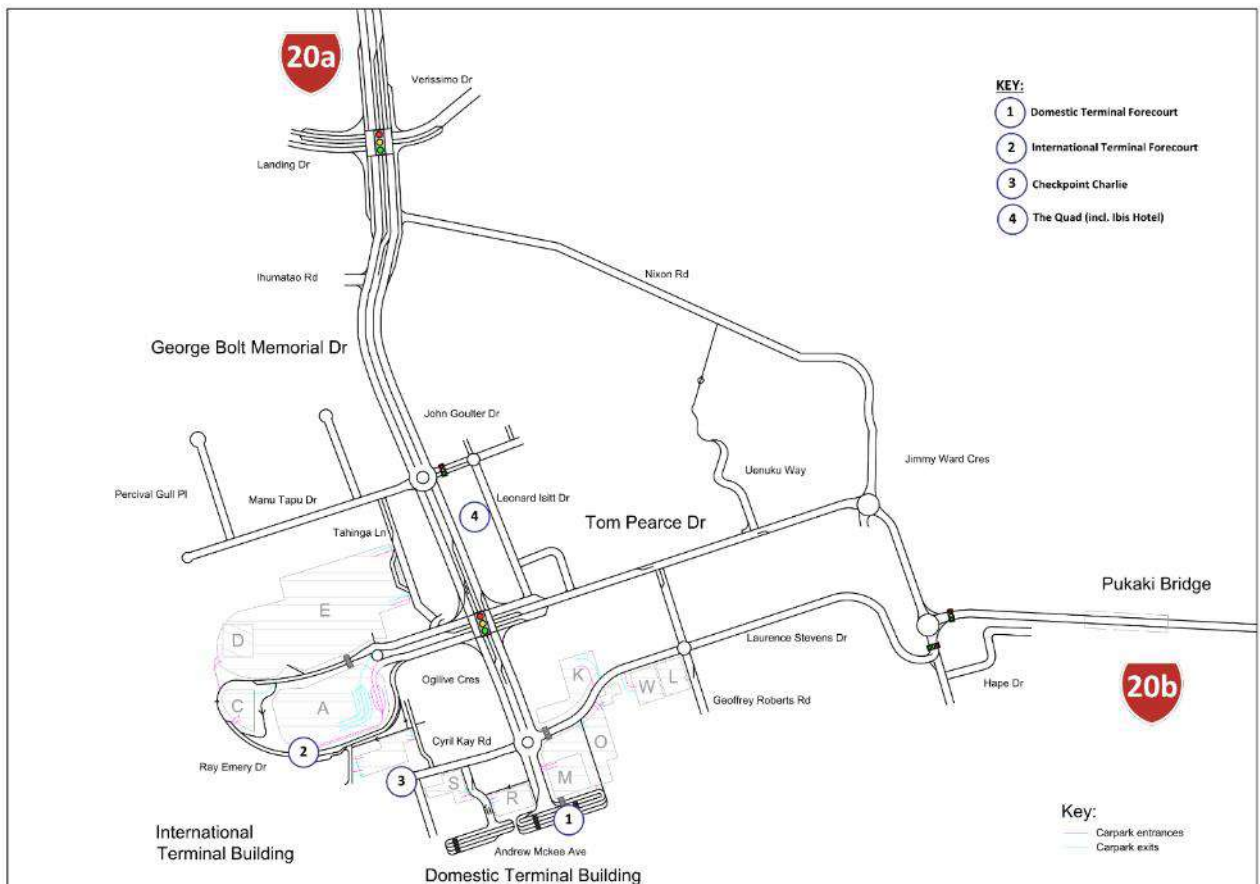 20a
Verissimo Dr
KEY:
1 Domestic Terminal Forecourt
2 International Terminal Forecourt
3 Checkpoint Charlie
4 The Quad (incl. Ibis Hotel)
Landing Dr
Ihumatao Rd
Nixon Rd
George Bolt Memorial Dr
John Goulter Dr
Jimmy Ward Cres
Uenuku Way
Percival Gull Pl
Manu Tapu Dr
Leonard Isitt Dr
4
Tom Pearce Dr
Tahinga Ln
Pukaki Bridge
E
D
Laurence Stevens Dr
Ogilive Cres
K
W
L
Hape Dr
20b
C
A
Geoffrey Roberts Rd
Cyril Kay Rd
O
2
Ray Emery Dr
3
S
M
R
1
International
Terminal Building
Andrew Mckee Ave
Domestic Terminal Building
Key:
Carpark entrances
Carpark exits